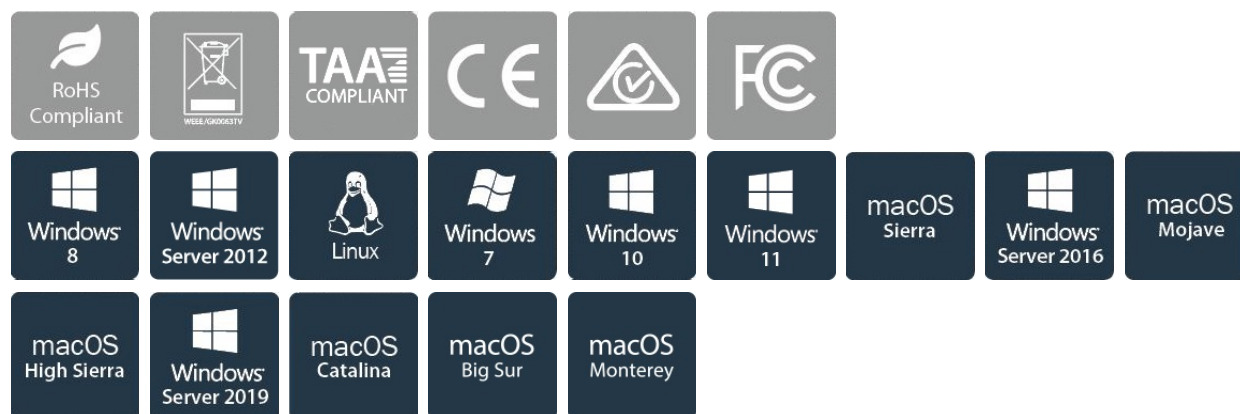 RoHS
Compliant
WEEE/GK0063TV
TAA
COMPLIANT
CE
FC
Windows
8
Windows
Server 2012
Linux
Windows
7
Windows
10
Windows
11
macOS
Sierra
Windows
Server 2016
macOS
Mojave
macOS
High Sierra
Windows
Server 2019
macOS
Catalina
macOS
Big Sur
macOS
Monterey